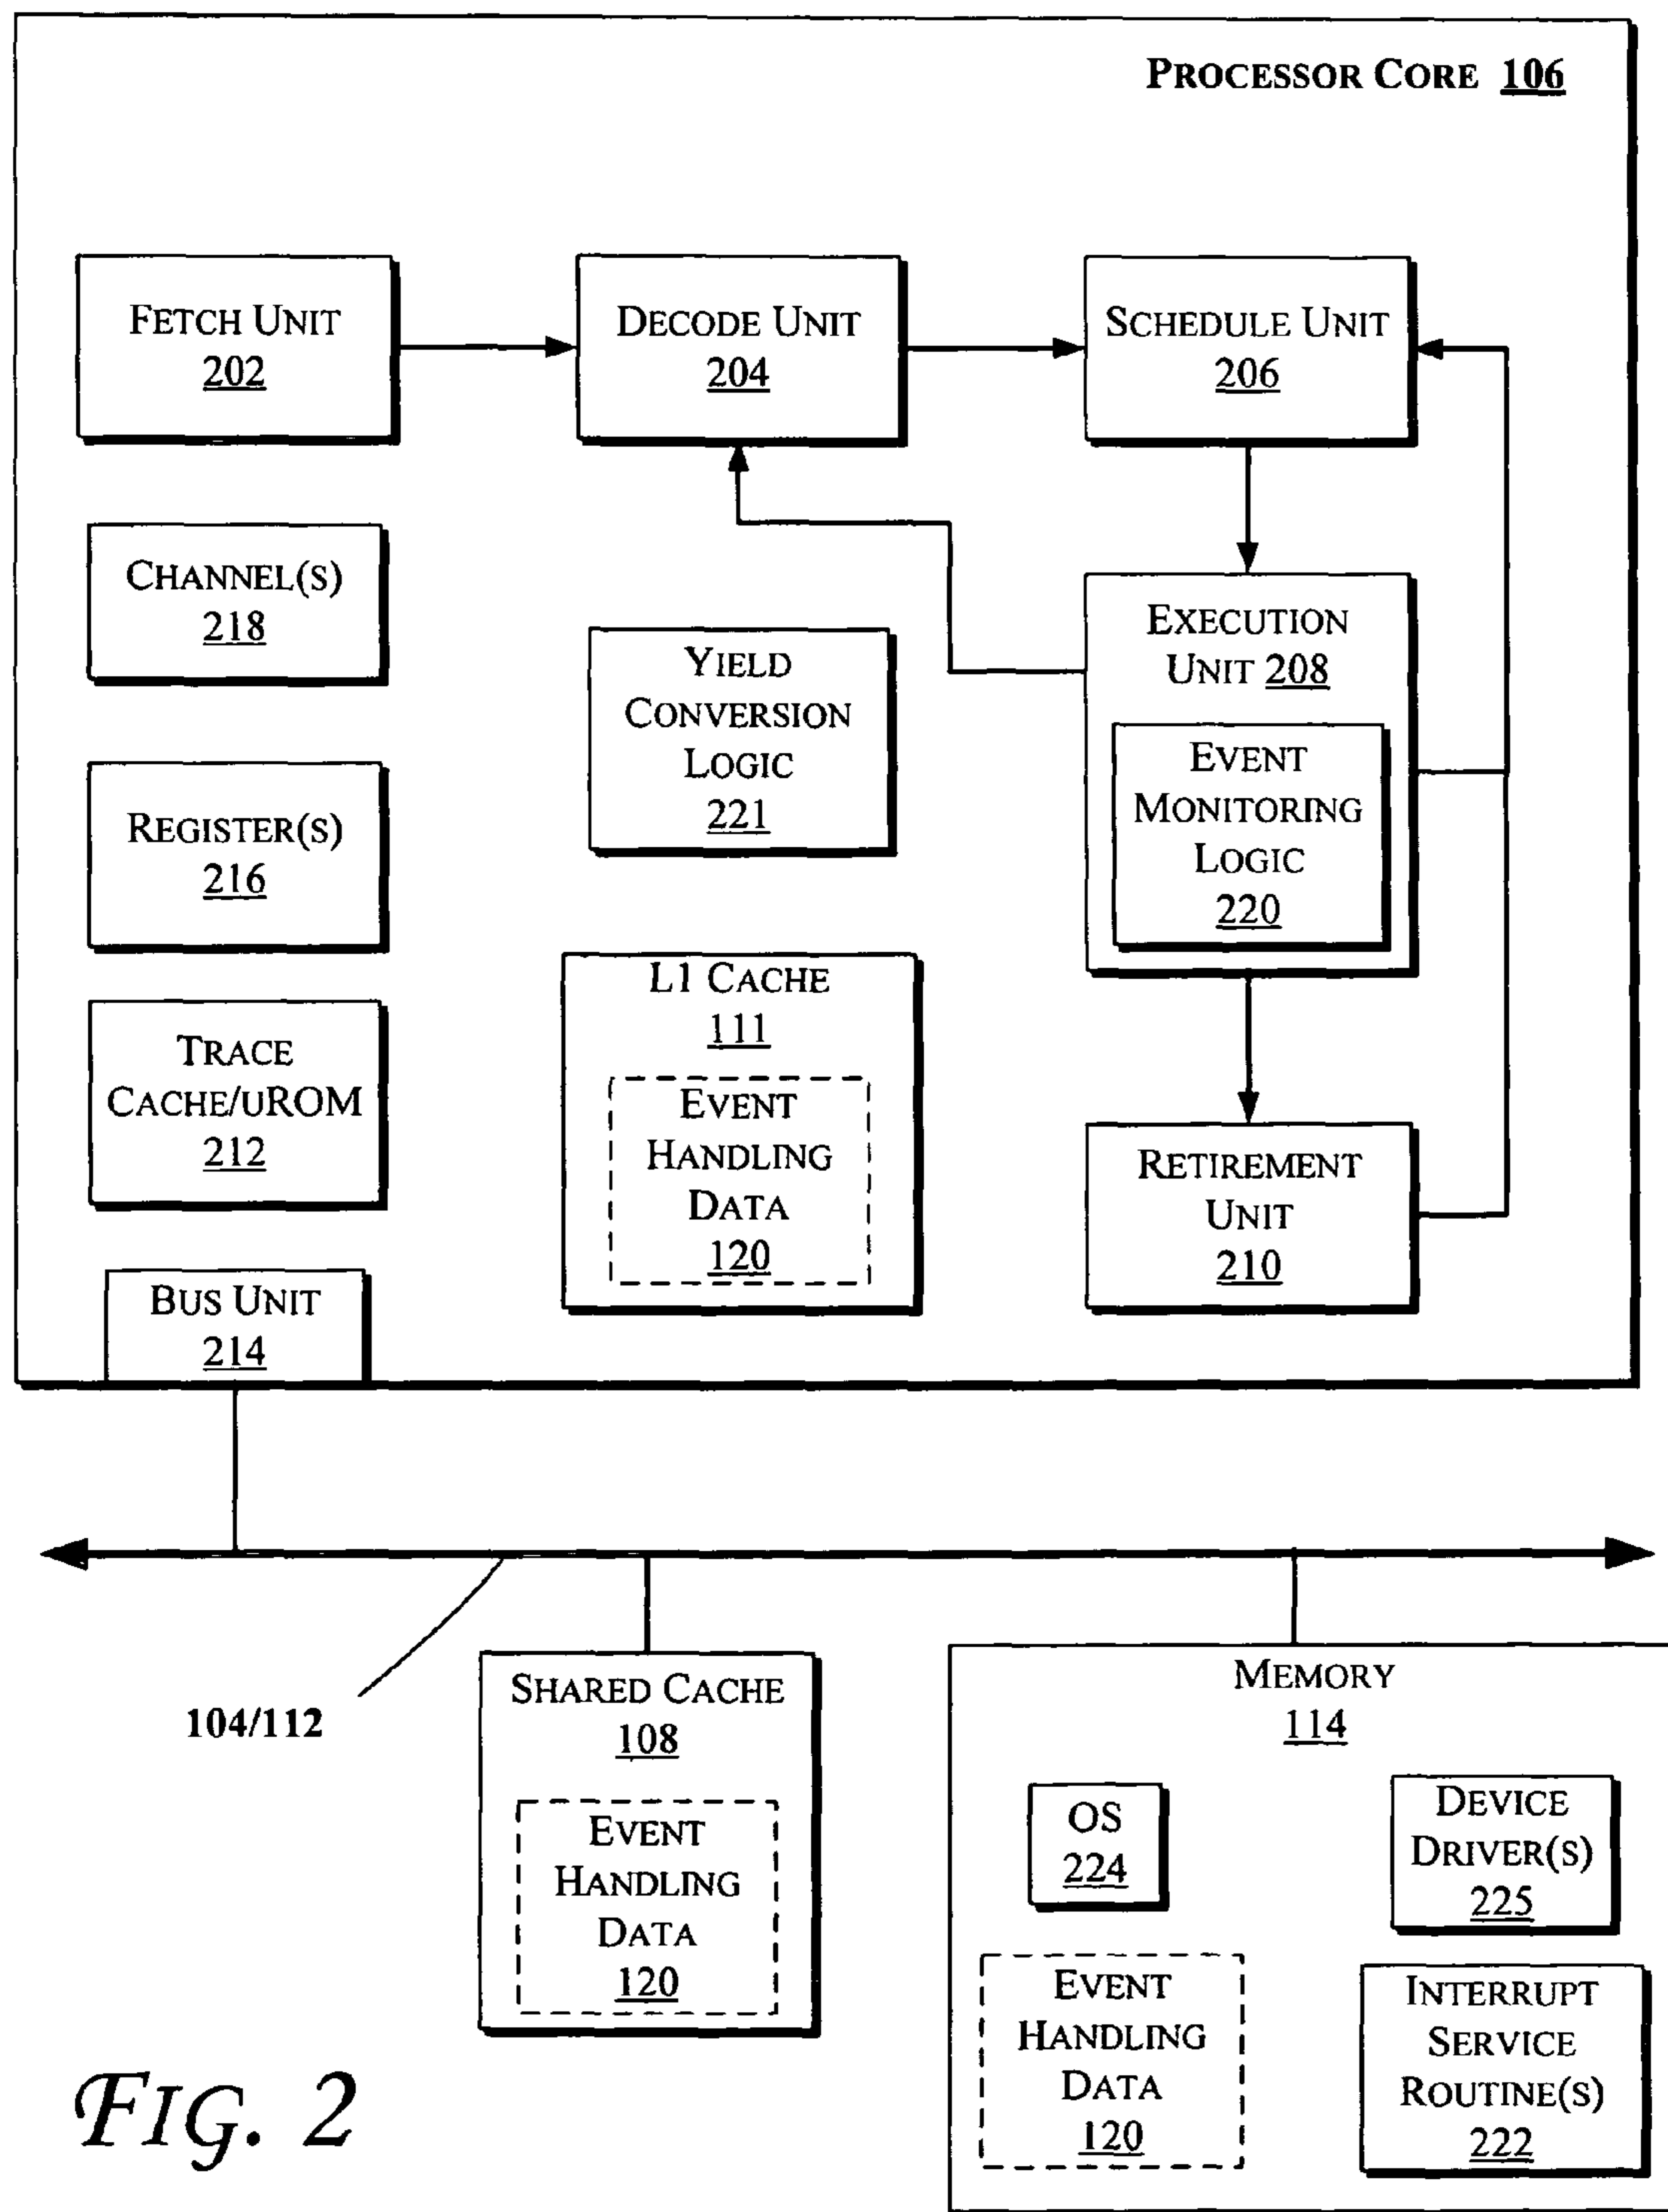 PROCESSOR CORE 106
FETCH UNIT
202
DECODE UNIT
204
SCHEDULE UNIT
206
CHANNEL(S)
218
YIELD
CONVERSION
LOGIC
221
EXECUTION
UNIT 208
EVENT
MONITORING
LOGIC
220
REGISTER(S)
216
L1 CACHE
111
EVENT
HANDLING
DATA
120
TRACE
CACHE/UROM
212
RETIREMENT
UNIT
210
BUS UNIT
214
104/112
SHARED CACHE
108
EVENT
HANDLING
DATA
120
MEMORY
114
OS
224
DEVICE
DRIVER(S)
225
EVENT
HANDLING
DATA
120
INTERRUPT
SERVICE
ROUTINE(S)
222
FIG. 2